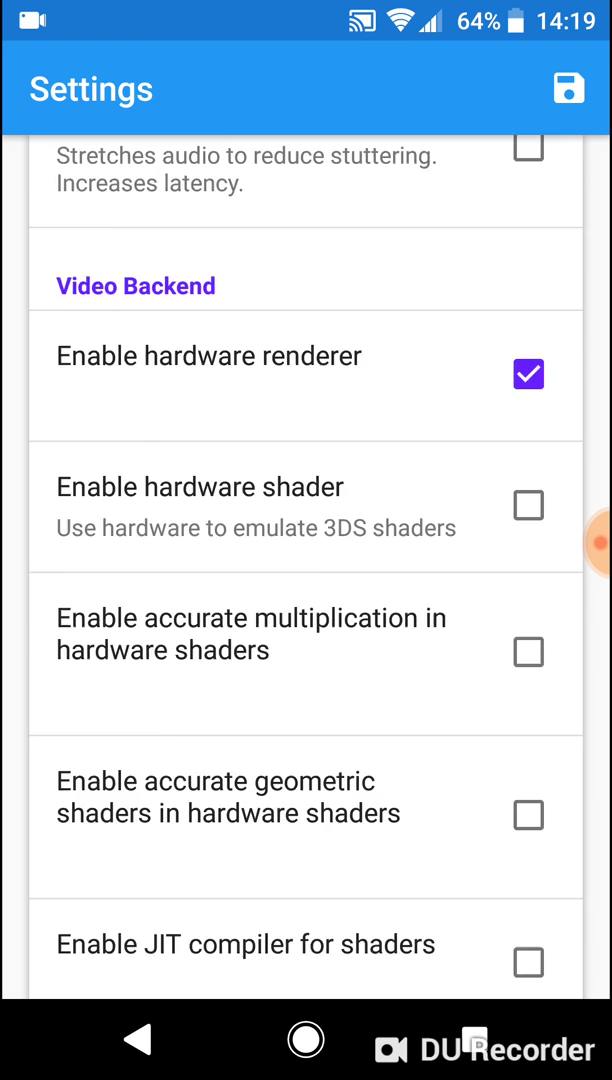 64% 14:19
Settings
Stretches audio to reduce stuttering.
Increases latency.
Video Backend
Enable hardware renderer
Enable hardware shader
Use hardware to emulate 3DS shaders
Enable accurate multiplication in
hardware shaders
Enable accurate geometric
shaders in hardware shaders
Enable JIT compiler for shaders
DU Recorder